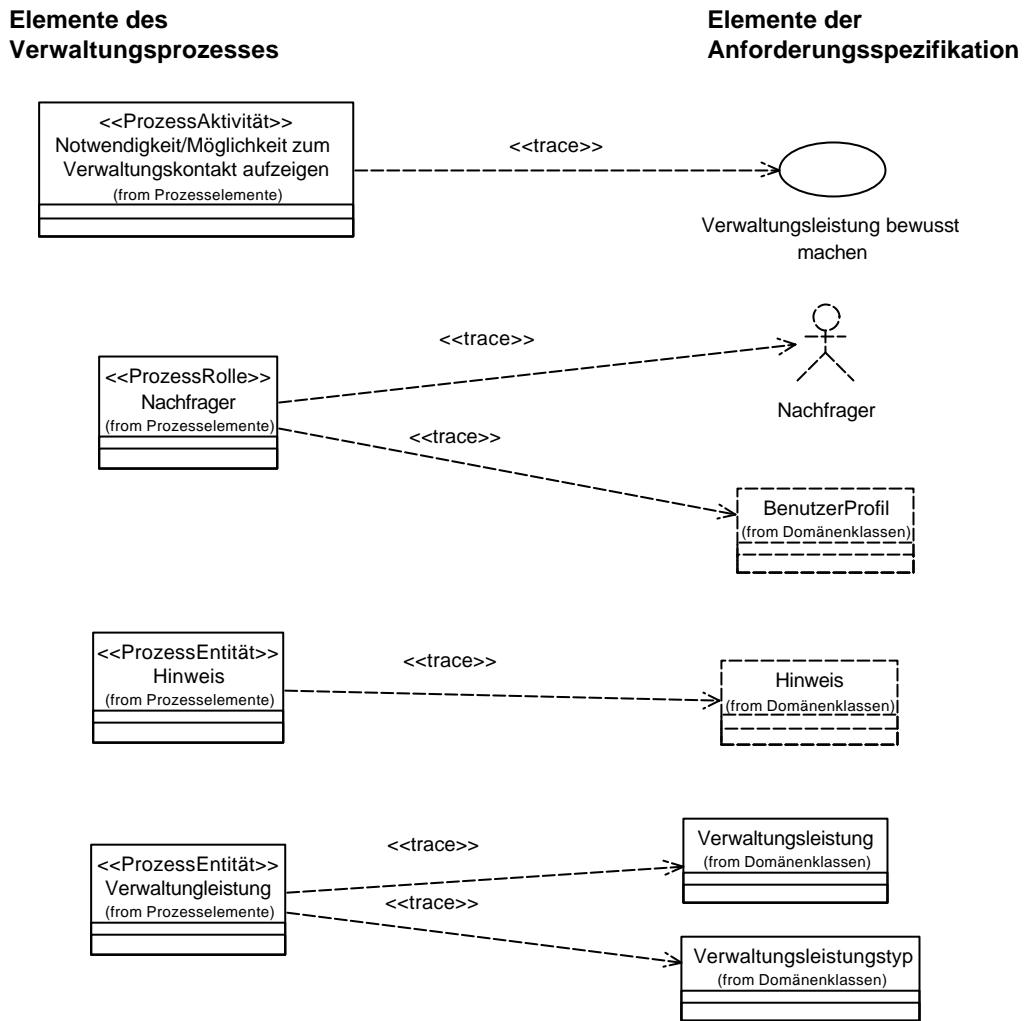 Elemente des
Verwaltungsprozesses
Elemente der
Anforderungsspezifikation
<<ProzessAktivität>>
Notwendigkeit/Möglichkeit zum
Verwaltungskontakt aufzeigen
(from Prozesselemente)
<<trace>>
Verwaltungsleistung bewusst
machen
<<ProzessRolle>>
Nachfrager
(from Prozesselemente)
<<trace>>
Nachfrager
<<trace>>
BenutzerProfil
(from Domänenklassen)
<<ProzessEntität>>
Hinweis
(from Prozesselemente)
<<trace>>
Hinweis
(from Domänenklassen)
<<ProzessEntität>>
Verwaltungleistung
(from Prozesselemente)
<<trace>>
Verwaltungsleistung
(from Domänenklassen)
<<trace>>
Verwaltungsleistungstyp
(from Domänenklassen)